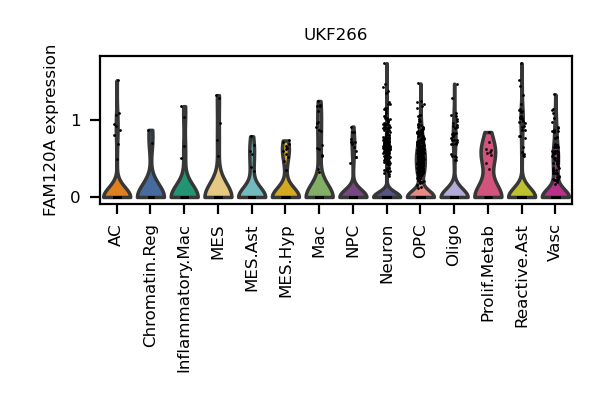 UKF266
FAM120A expression
1
0
AC
Chromatin.Reg
Inflammatory.Mac
MES
MES.Ast
MES.Hyp
Mac
NPC
Neuron
OPC
Oligo
Prolif.Metab
Reactive.Ast
Vasc